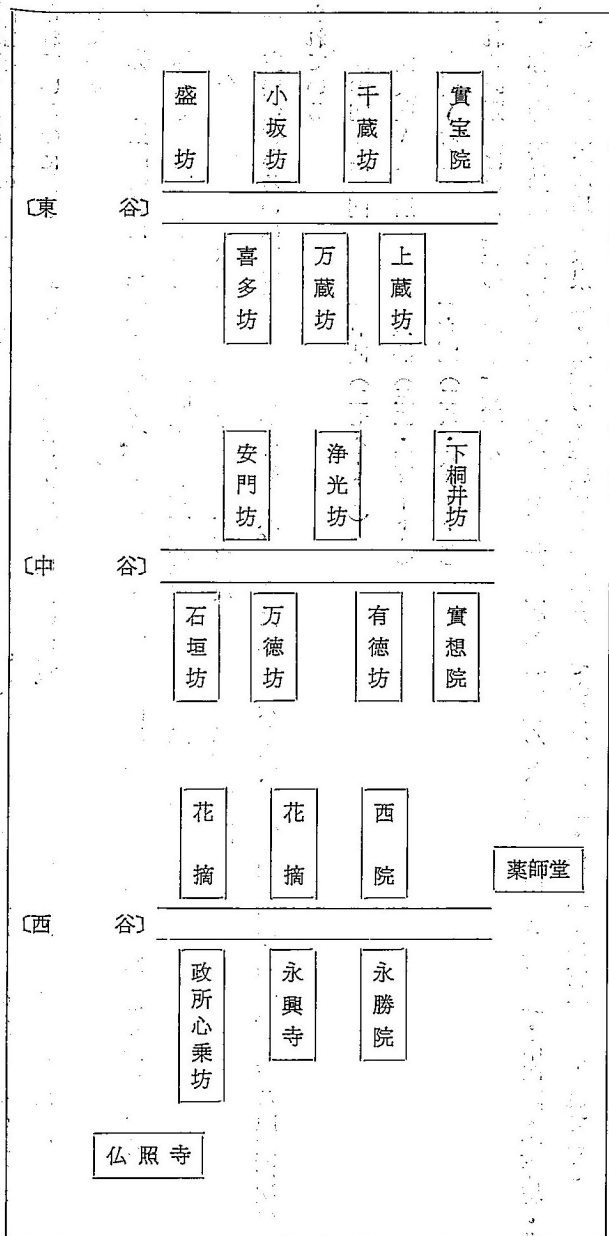 盛坊
小坂坊
千蔵坊
實宝院
〔東谷〕
喜多坊
万蔵坊
上蔵坊
安門坊
浄光坊
下桐井坊
〔中谷〕
石垣坊
万徳坊
有徳坊
實想院
花摘
花摘
西院
薬師堂
〔西谷〕
政所心乗坊
永興寺
永勝院
仏照寺